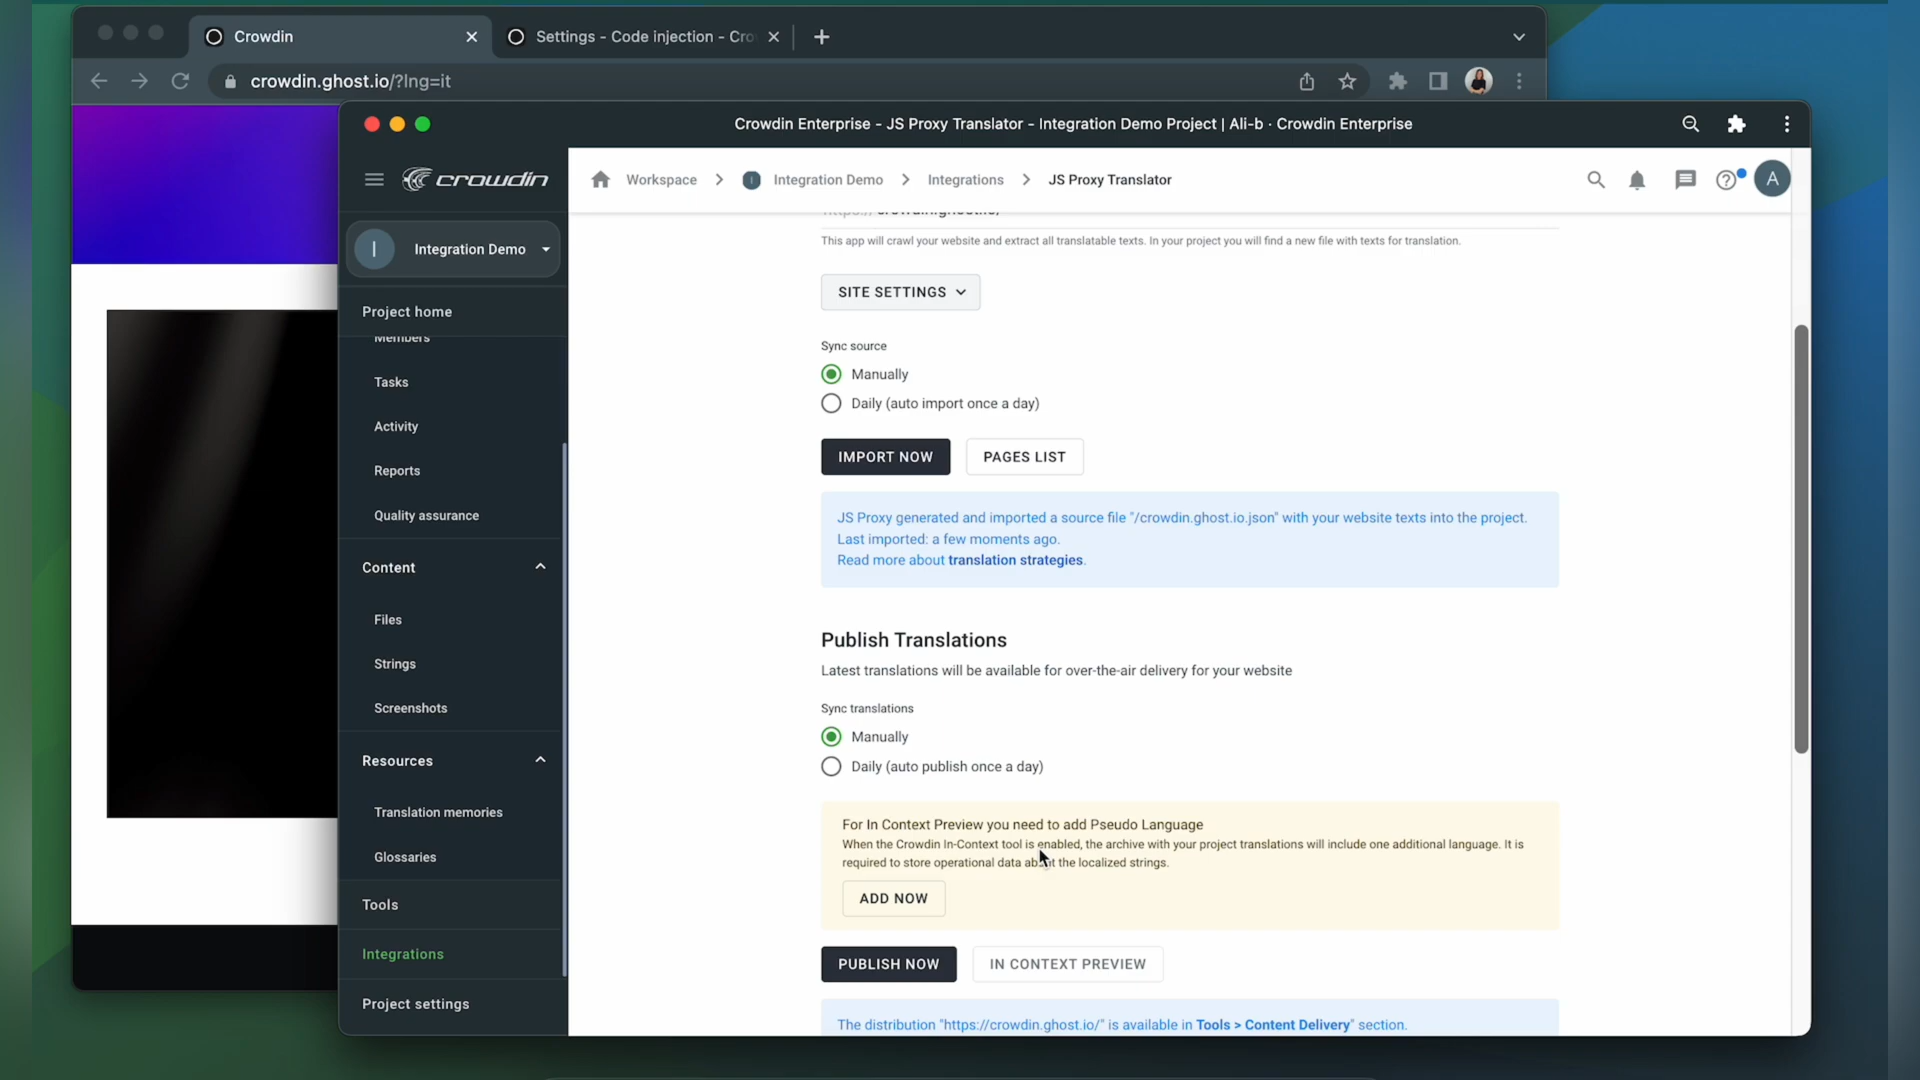 Crowdin
Settings - Code injection - Cro
crowdin.ghost.io/?lng=it
Crowdin Enterprise - JS Proxy Translator - Integration Demo Project | Ali-b · Crowdin Enterprise
crowdin
Workspace
Integration Demo
Integrations
JS Proxy Translator
A
I
Integration Demo
Project home
Members
Tasks
Activity
Reports
Quality assurance
Content
Files
Strings
Screenshots
Resources
Translation memories
Glossaries
Tools
Integrations
Project settings
This app will crawl your website and extract all translatable texts. In your project you will find a new file with texts for translation.
SITE SETTINGS
Sync source
Manually
Daily (auto import once a day)
IMPORT NOW
PAGES LIST
JS Proxy generated and imported a source file "/crowdin.ghost.io.json" with your website texts into the project.
Last imported: a few moments ago.
Read more about translation strategies.
Publish Translations
Latest translations will be available for over-the-air delivery for your website
Sync translations
Manually
Daily (auto publish once a day)
For In Context Preview you need to add Pseudo Language
When the Crowdin In-Context tool is enabled, the archive with your project translations will include one additional language. It is
required to store operational data about the localized strings.
ADD NOW
PUBLISH NOW
IN CONTEXT PREVIEW
The distribution "https://crowdin.ghost.io/" is available in Tools > Content Delivery" section.